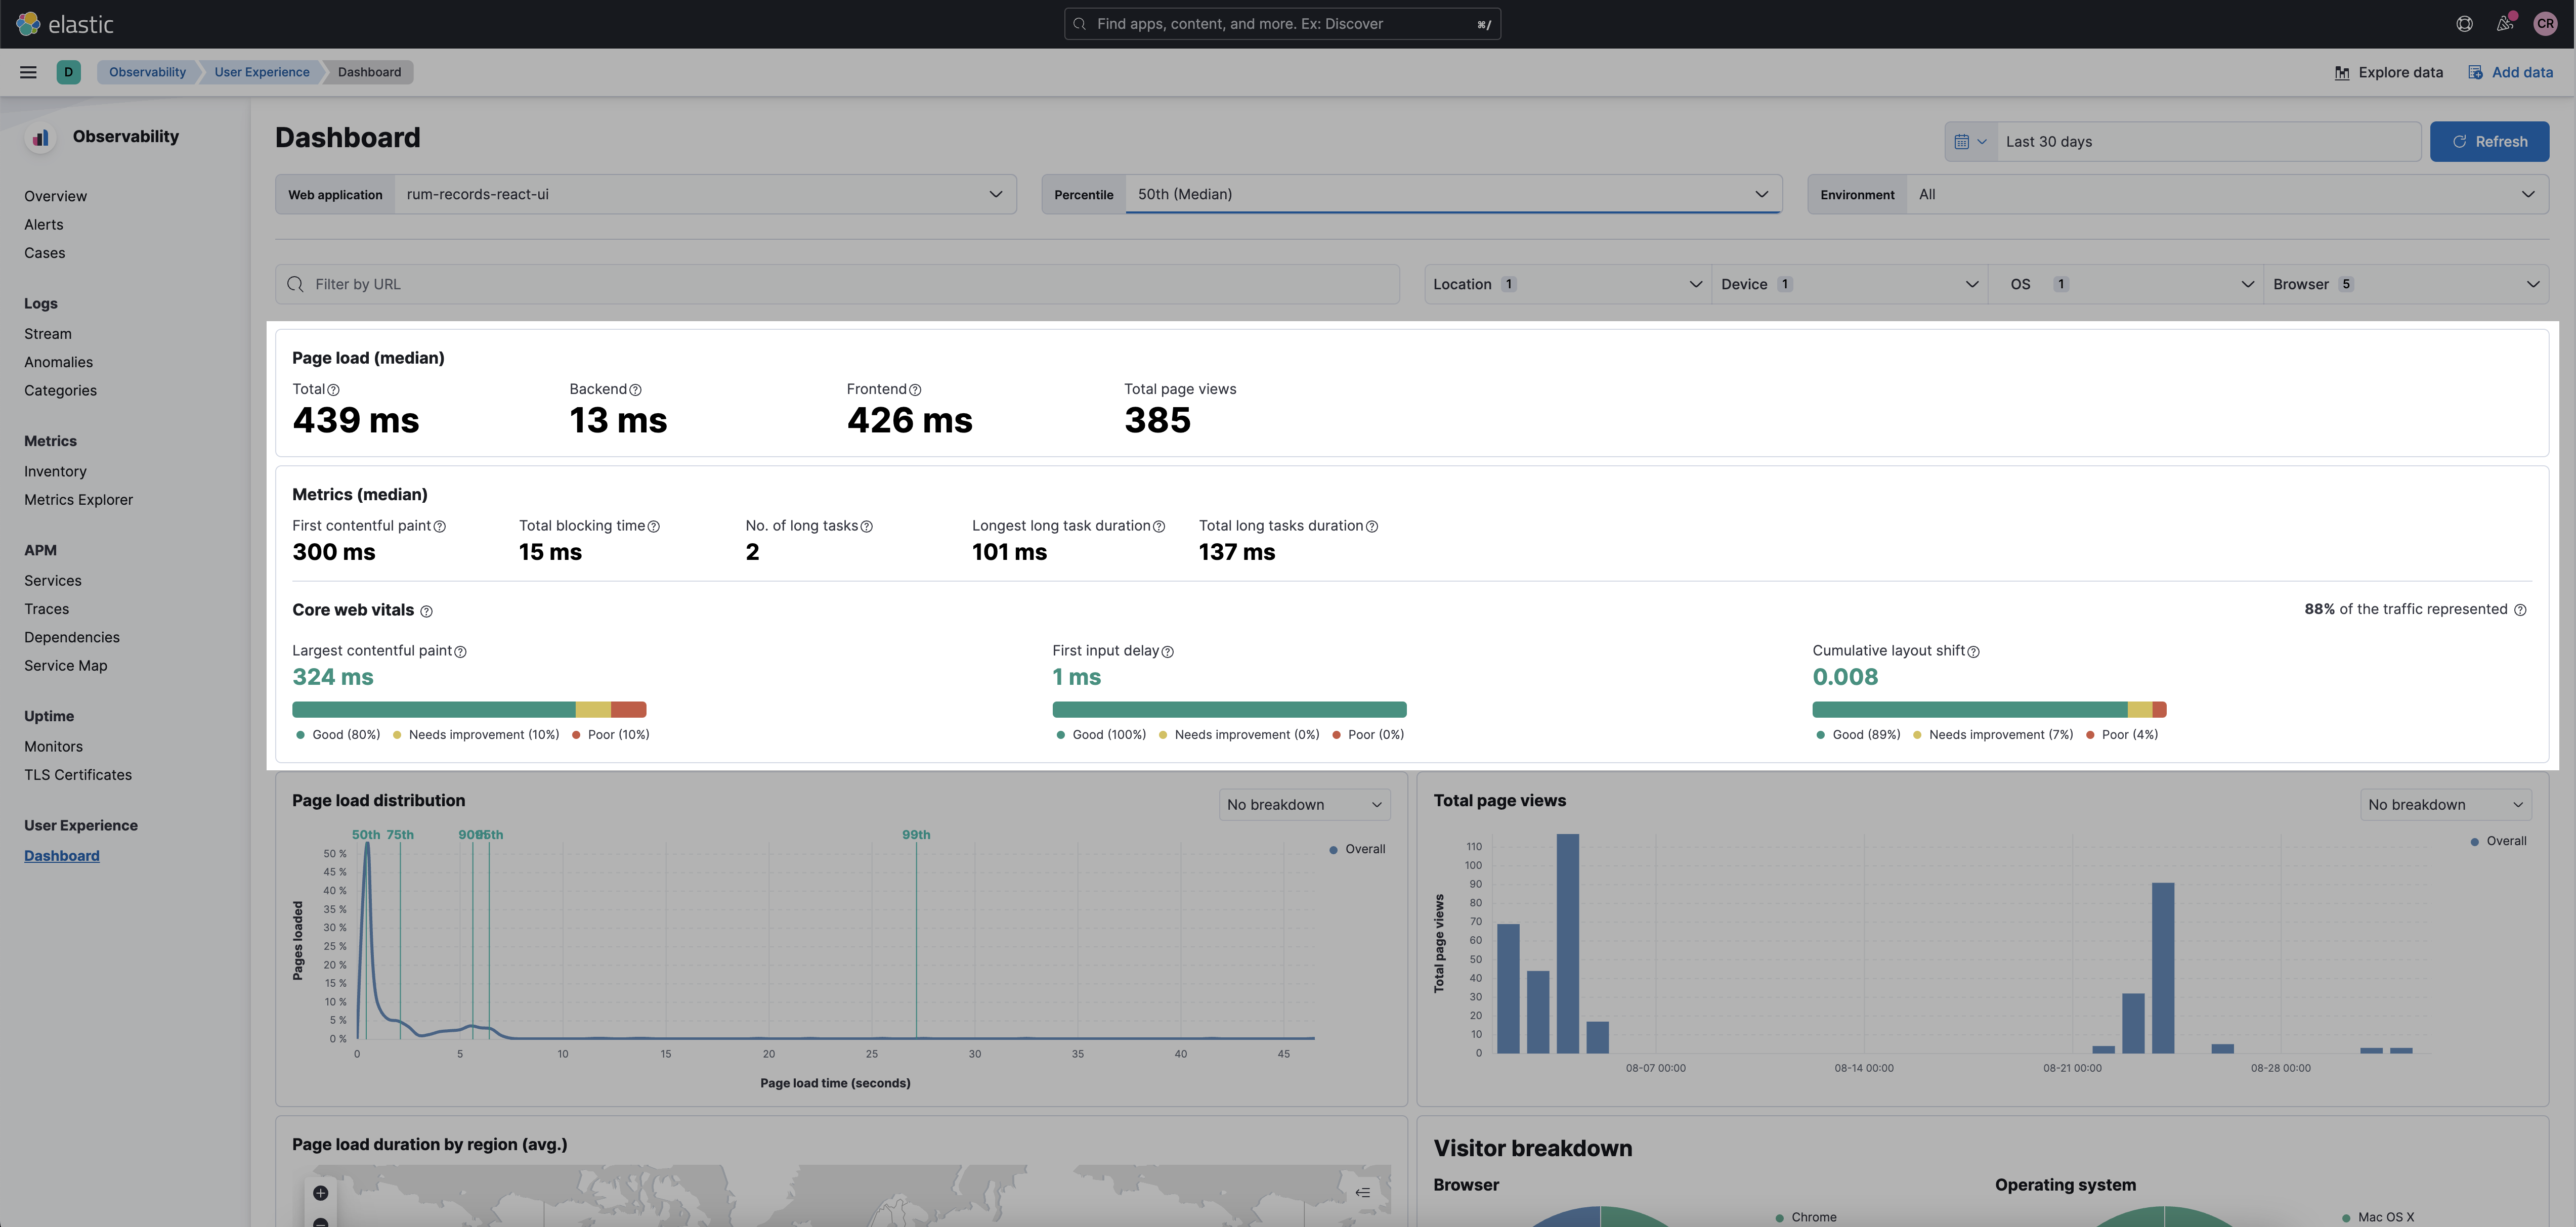 elastic
Find apps, content, and more. Ex: Discover
⌘/
CR
D
Observability
User Experience
Dashboard
Explore data
Add data
Observability
Overview
Alerts
Cases
Logs
Stream
Anomalies
Categories
Metrics
Inventory
Metrics Explorer
APM
Services
Traces
Dependencies
Service Map
Uptime
Monitors
TLS Certificates
User Experience
Dashboard
Dashboard
Last 30 days
Refresh
Web application
rum-records-react-ui
Percentile
50th (Median)
Environment
All
Filter by URL
Location 1
Device 1
OS 1
Browser 5
Page load (median)
Total
439 ms
Backend
13 ms
Frontend
426 ms
Total page views
385
Metrics (median)
First contentful paint
300 ms
Total blocking time
15 ms
No. of long tasks
2
Longest long task duration
101 ms
Total long tasks duration
137 ms
Core web vitals
88% of the traffic represented
Largest contentful paint
324 ms
Good (80%) Needs improvement (10%) Poor (10%)
First input delay
1 ms
Good (100%) Needs improvement (0%) Poor (0%)
Cumulative layout shift
0.008
Good (89%) Needs improvement (7%) Poor (4%)
Page load distribution
No breakdown
50th 75th 90th 95th 99th
Overall
Pages loaded
50 %
45 %
40 %
35 %
30 %
25 %
20 %
15 %
10 %
5 %
0 %
0 5 10 15 20 25 30 35 40 45
Page load time (seconds)
Total page views
No breakdown
Overall
Total page views
110
100
90
80
70
60
50
40
30
20
10
0
08-07 00:00 08-14 00:00 08-21 00:00 08-28 00:00
Page load duration by region (avg.)
Visitor breakdown
Browser
Chrome
Operating system
Mac OS X